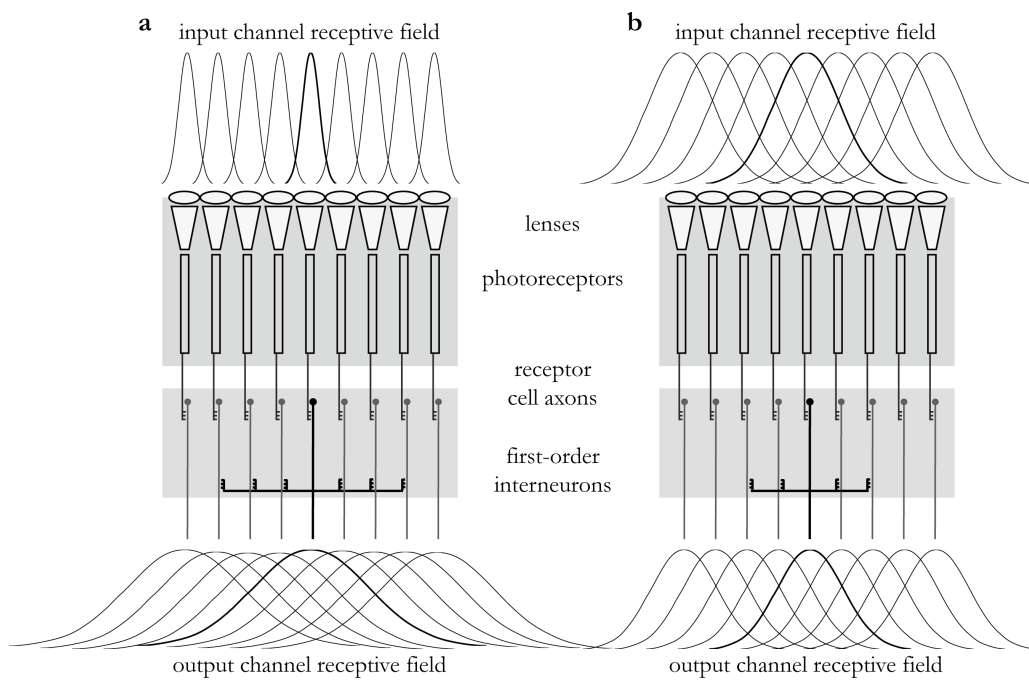 a
input channel receptive field
b
input channel receptive field
lenses
photoreceptors
receptor
cell axons
first-order
interneurons
output channel receptive field
output channel receptive field